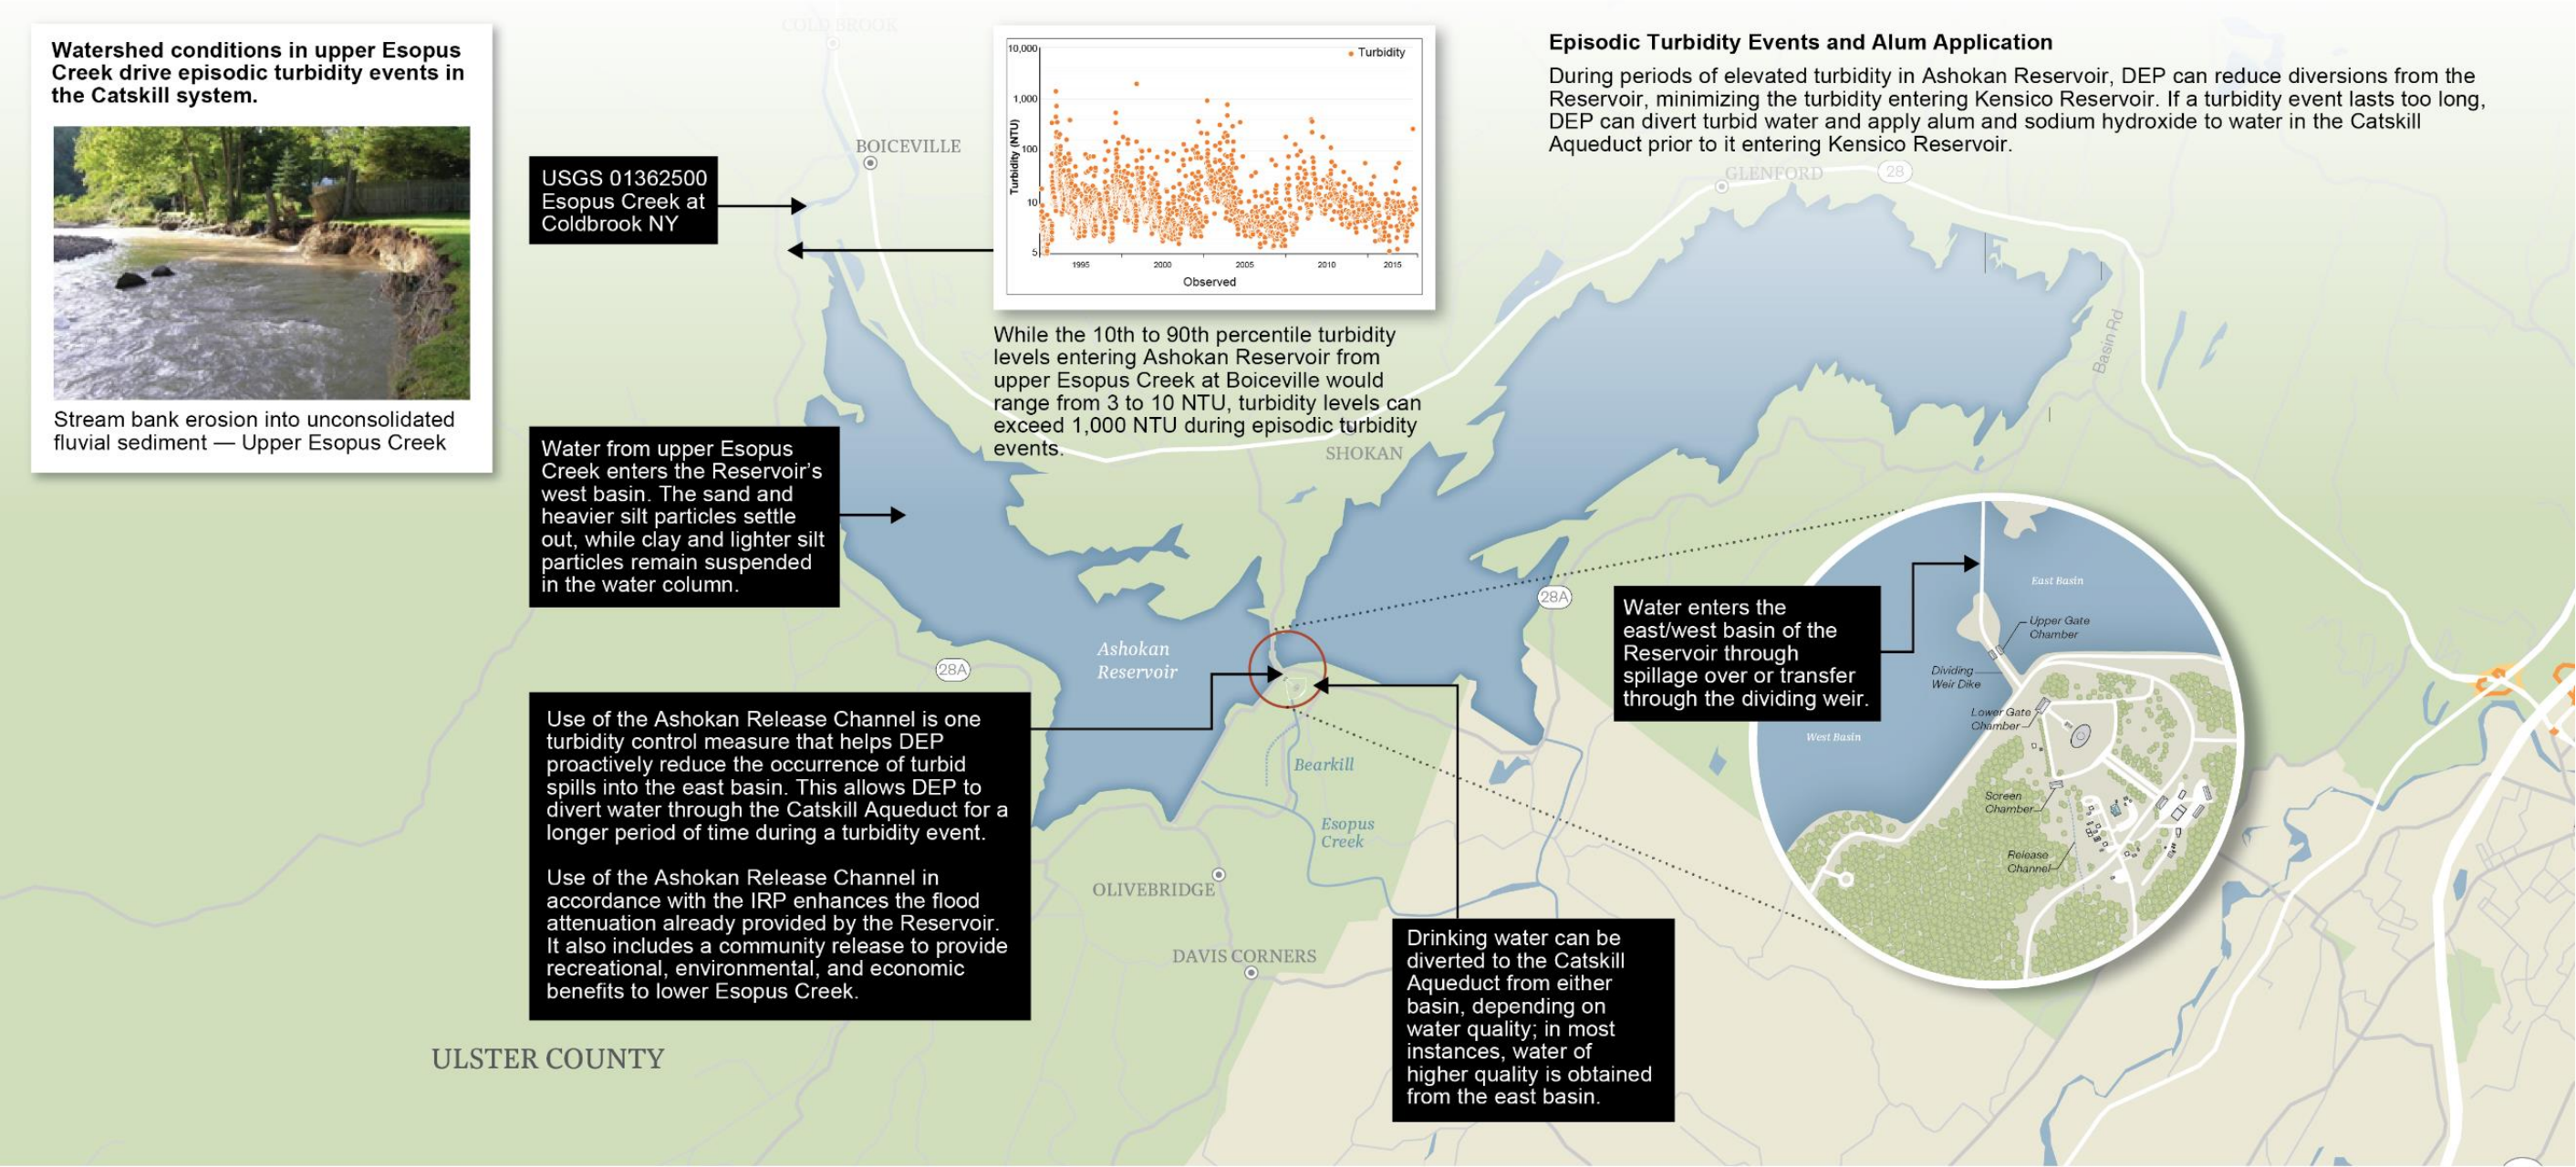 Watershed conditions in upper Esopus
Creek drive episodic turbidity events in
the Catskill system.
Stream bank erosion into unconsolidated
fluvial sediment — Upper Esopus Creek
COLD BROOK
BOICEVILLE
USGS 01362500
Esopus Creek at
Coldbrook NY
Turbidity
10,000
1,000
100
10
5
Turbidity (NTU)
1995
2000
2005
2010
2015
Observed
While the 10th to 90th percentile turbidity
levels entering Ashokan Reservoir from
upper Esopus Creek at Boiceville would
range from 3 to 10 NTU, turbidity levels can
exceed 1,000 NTU during episodic turbidity
events.
SHOKAN
Episodic Turbidity Events and Alum Application
During periods of elevated turbidity in Ashokan Reservoir, DEP can reduce diversions from the
Reservoir, minimizing the turbidity entering Kensico Reservoir. If a turbidity event lasts too long,
DEP can divert turbid water and apply alum and sodium hydroxide to water in the Catskill
Aqueduct prior to it entering Kensico Reservoir.
GLENFORD
28
Basin Rd
Water from upper Esopus
Creek enters the Reservoir's
west basin. The sand and
heavier silt particles settle
out, while clay and lighter silt
particles remain suspended
in the water column.
28A
Ashokan
Reservoir
28A
Water enters the
east/west basin of the
Reservoir through
spillage over or transfer
through the dividing weir.
East Basin
Upper Gate
Chamber
Dividing
Weir Dike
Lower Gate
Chamber
West Basin
Screen
Chamber
Release
Channel
Use of the Ashokan Release Channel is one
turbidity control measure that helps DEP
proactively reduce the occurrence of turbid
spills into the east basin. This allows DEP to
divert water through the Catskill Aqueduct for a
longer period of time during a turbidity event.
Use of the Ashokan Release Channel in
accordance with the IRP enhances the flood
attenuation already provided by the Reservoir.
It also includes a community release to provide
recreational, environmental, and economic
benefits to lower Esopus Creek.
Bearkill
Esopus
Creek
OLIVEBRIDGE
DAVIS CORNERS
Drinking water can be
diverted to the Catskill
Aqueduct from either
basin, depending on
water quality; in most
instances, water of
higher quality is obtained
from the east basin.
ULSTER COUNTY